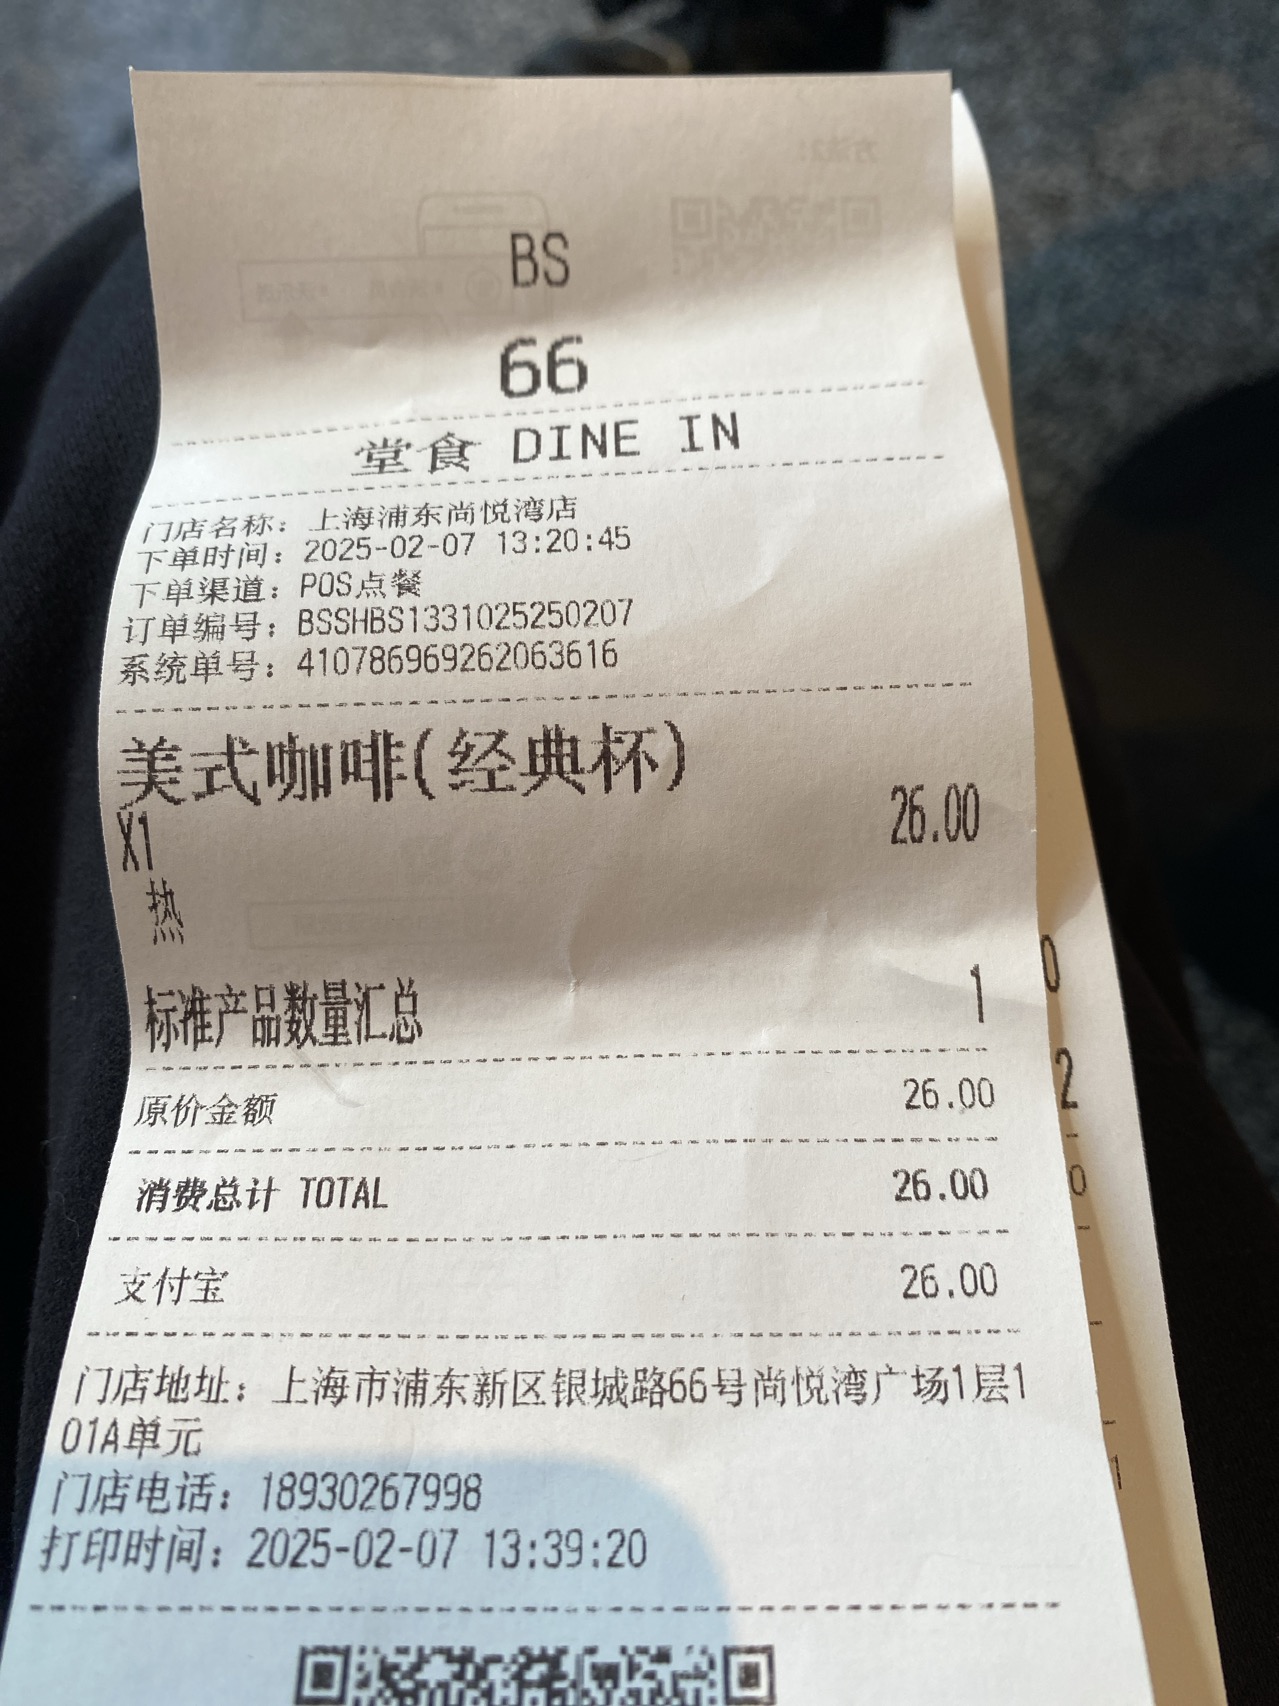 BS
66
堂食 DINE IN
门店名称：上海浦东尚悦湾店
下单时间：2025-02-07 13:20:45
下单渠道：POS点餐
订单编号：BSSHBS1331025250207
系统单号：410786969262063616
美式咖啡(经典杯)
X1 26.00
热
标准产品数量汇总 1
原价金额 26.00
消费总计 TOTAL 26.00
支付宝 26.00
门店地址：上海市浦东新区银城路66号尚悦湾广场1层1
01A单元
门店电话：18930267998
打印时间：2025-02-07 13:39:20